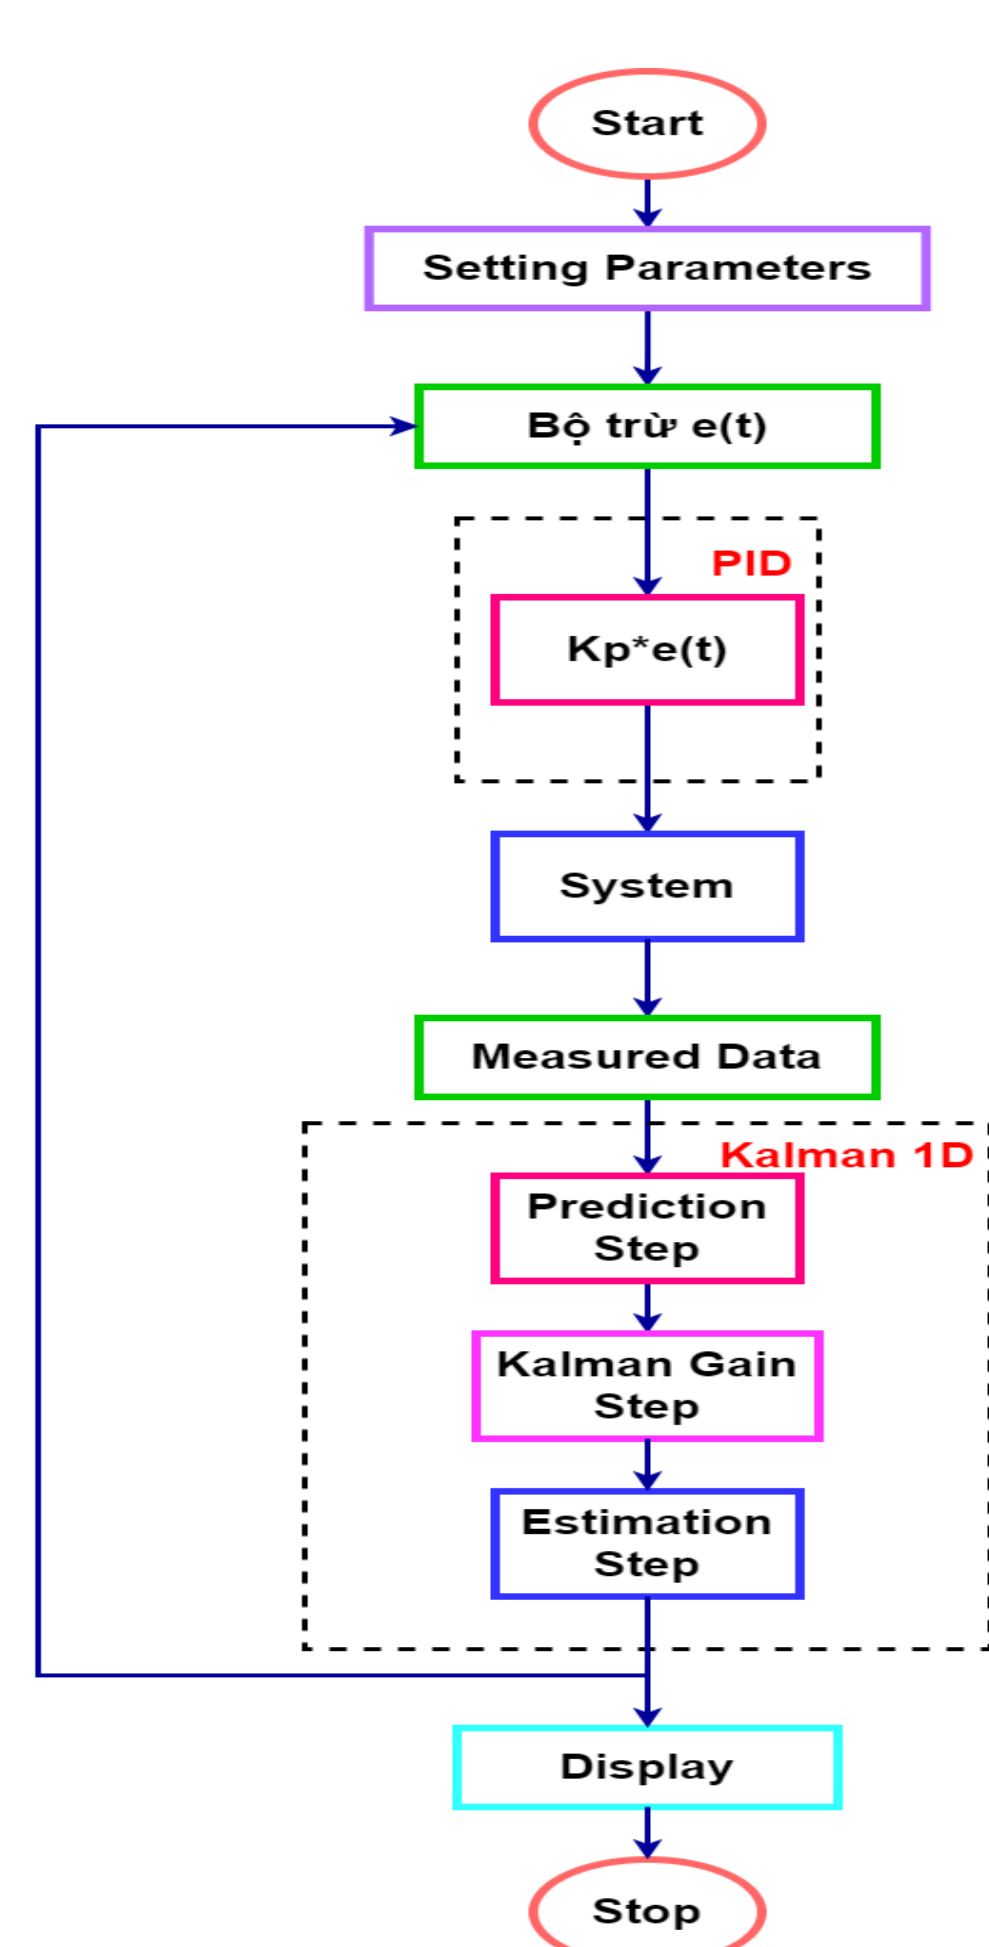 Start
Setting Parameters
Bộ trừ e(t)
PID
Kp*e(t)
System
Measured Data
Kalman 1D
Prediction
Step
Kalman Gain
Step
Estimation
Step
Display
Stop